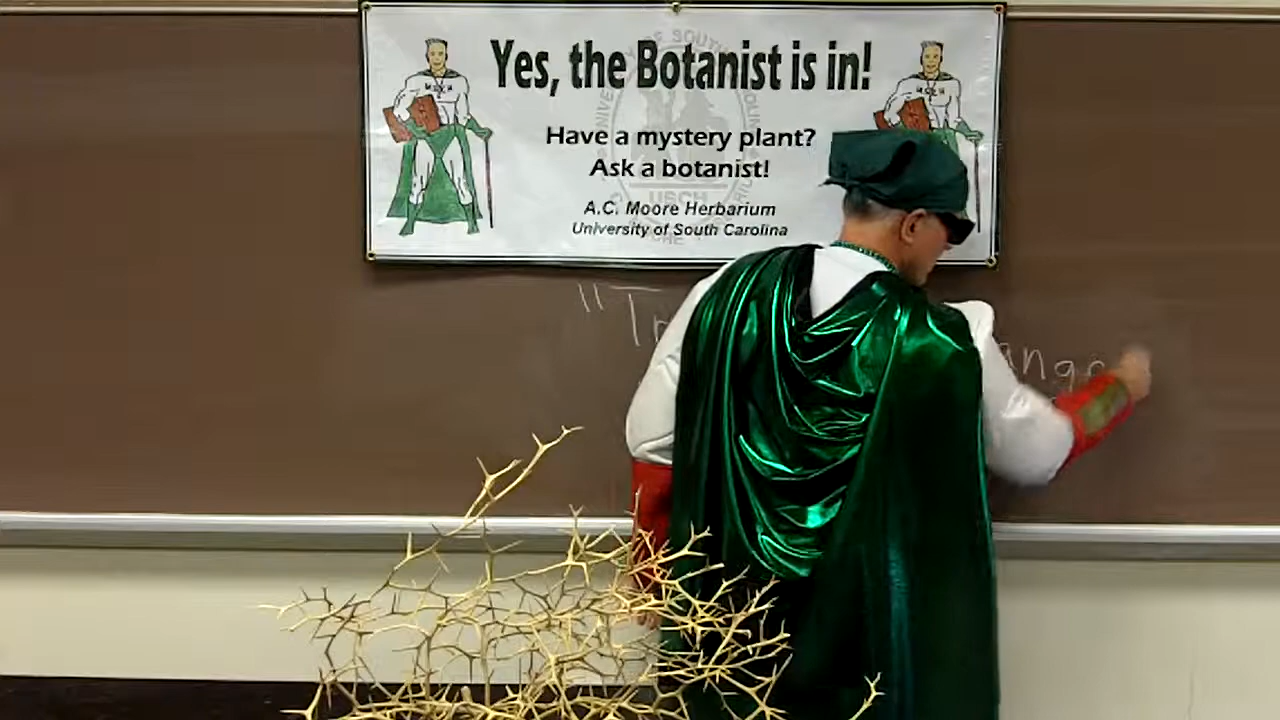 Yes, the Botanist is in!
Have a mystery plant?
Ask a botanist!
A.C. Moore Herbarium
University of South Carolina